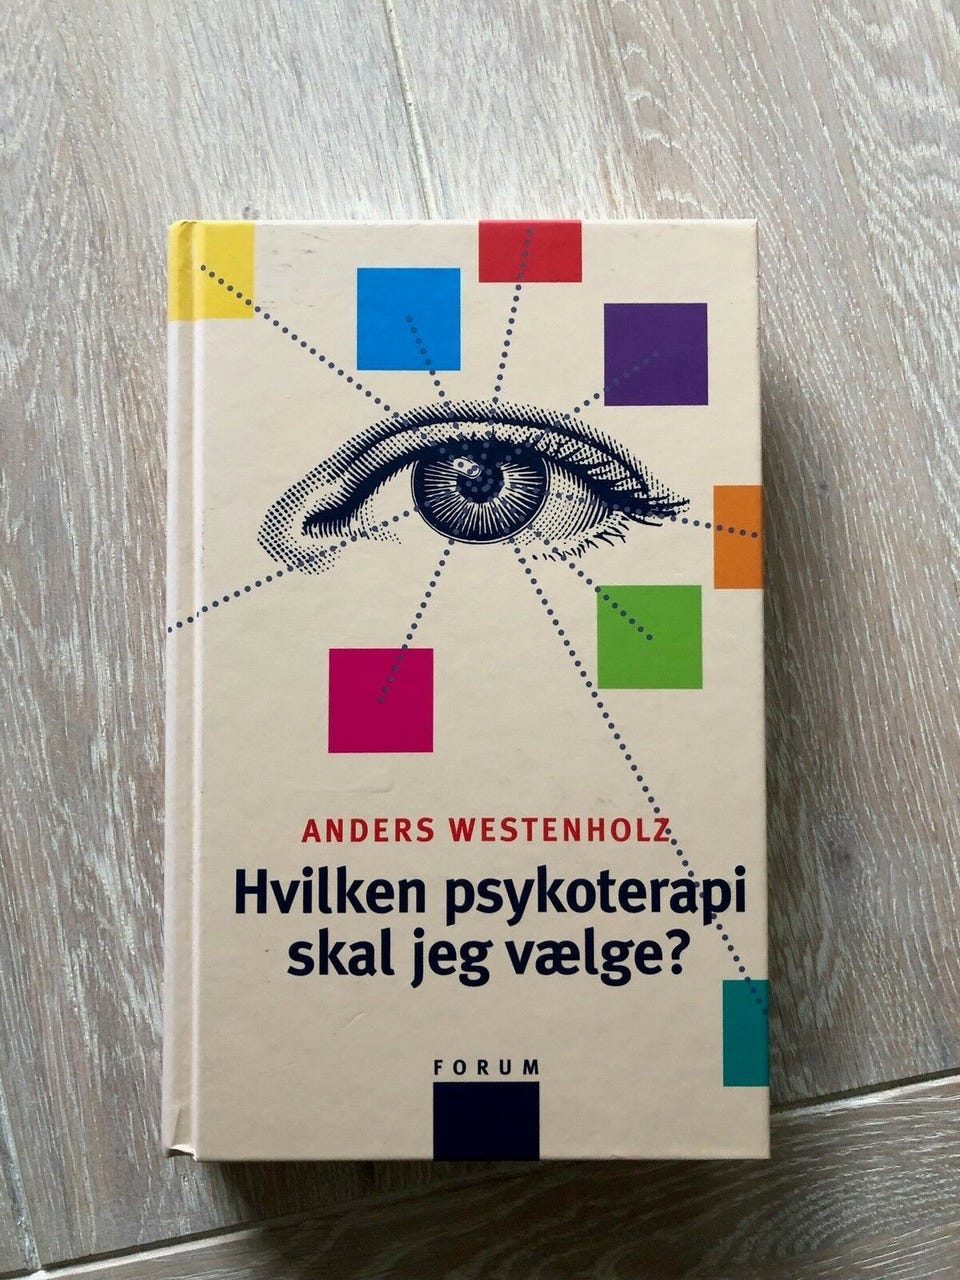 ANDERS WESTENHOLZ
Hvilken psykoterapi
skal jeg vælge?
FORUM